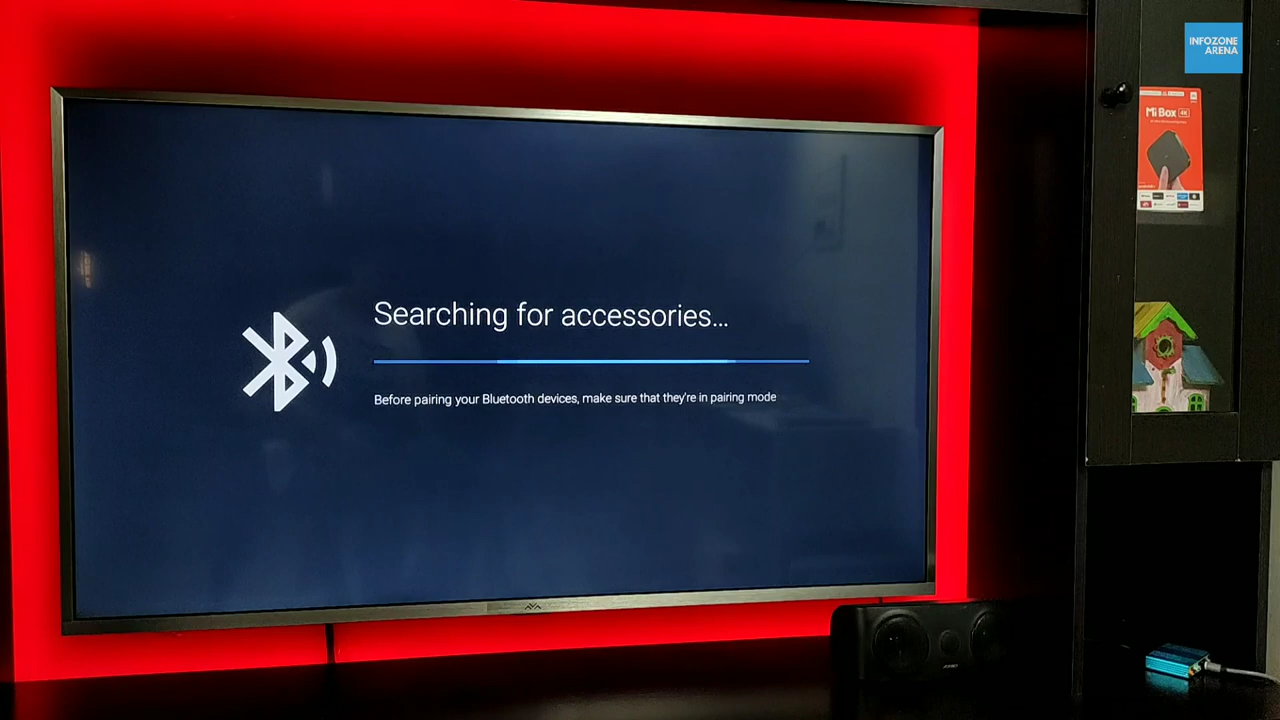 INFOZONE
ARENA
Mi Box 4K
Searching for accessories...
Before pairing your Bluetooth devices, make sure that they're in pairing mode